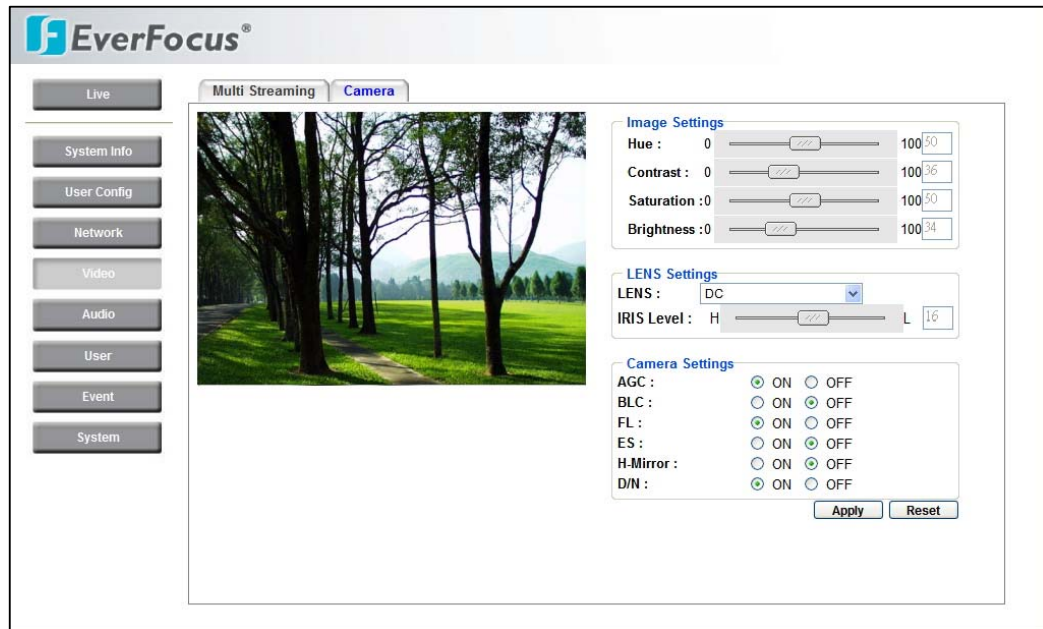 EverFocus®
Live
System Info
User Config
Network
Video
Audio
User
Event
System
Multi Streaming
Camera
Image Settings
Hue : 0 100 50
Contrast : 0 100 36
Saturation :0 100 50
Brightness :0 100 34
LENS Settings
LENS : DC
IRIS Level : H L 16
Camera Settings
AGC : ON OFF
BLC : ON OFF
FL : ON OFF
ES : ON OFF
H-Mirror : ON OFF
D/N : ON OFF
Apply Reset